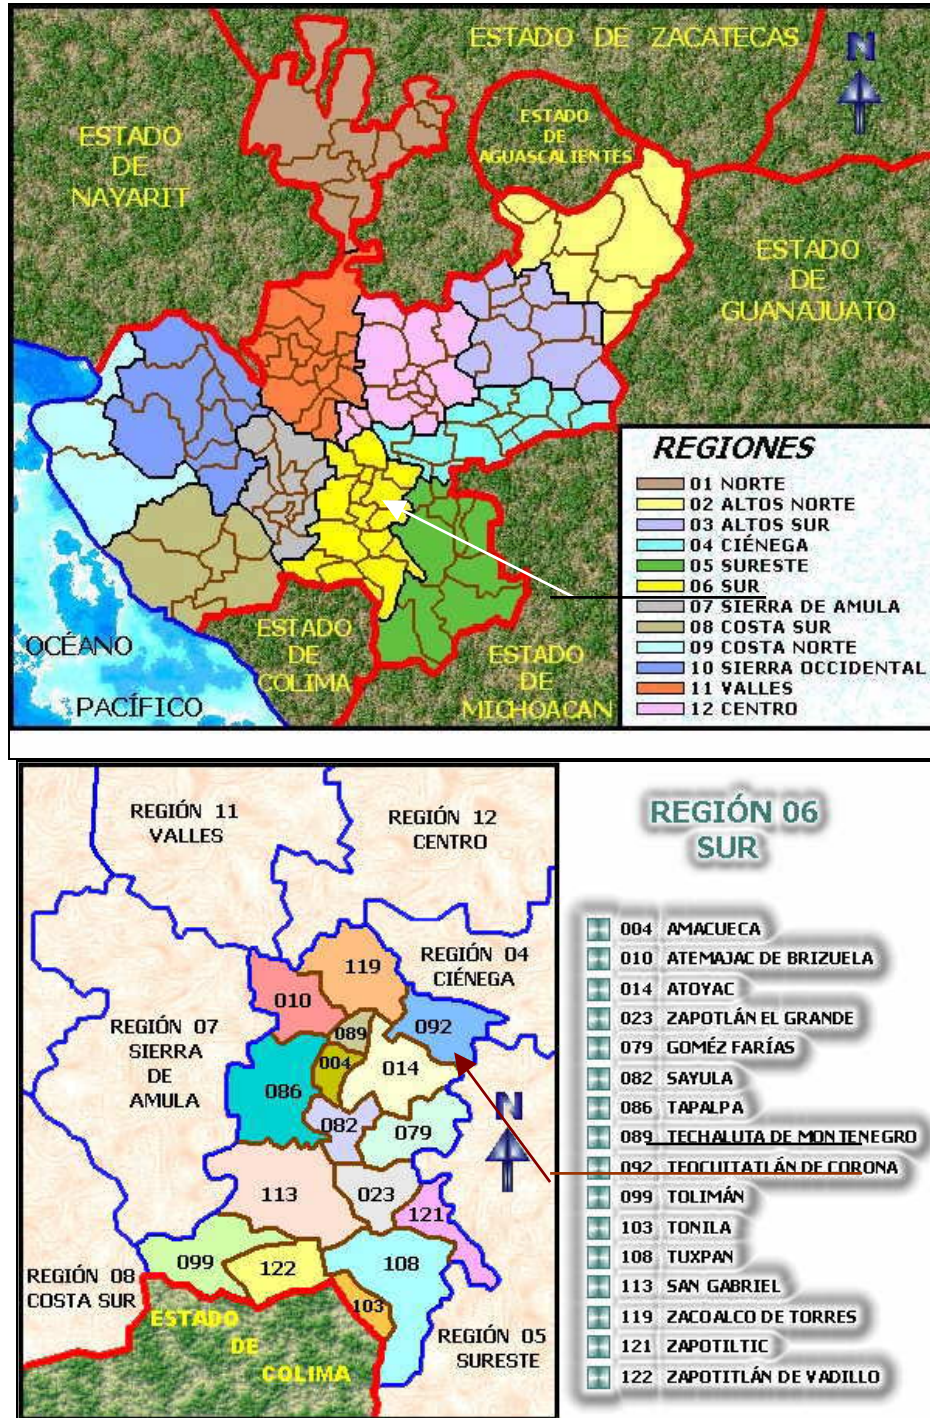 ESTADO DE ZACATECAS
N
ESTADO
DE
AGUASCALIENTES
ESTADO
DE
NAYARIT
ESTADO
DE
GUANAJUATO
REGIONES
01 NORTE
02 ALTOS NORTE
03 ALTOS SUR
04 CIÉNEGA
05 SURESTE
06 SUR
07 SIERRA DE AMULA
08 COSTA SUR
09 COSTA NORTE
10 SIERRA OCCIDENTAL
11 VALLES
12 CENTRO
OCÉANO
PACÍFICO
ESTADO
DE
COLIMA
ESTADO
DE
MICHOACAN
REGIÓN 11
VALLES
REGIÓN 12
CENTRO
REGIÓN 04
CIÉNEGA
REGIÓN 07
SIERRA
DE
AMULA
119
010
092
089
004
014
086
082
079
N
113
023
121
099
122
108
103
REGIÓN 08
COSTA SUR
ESTADO
DE
COLIMA
REGIÓN 05
SURESTE
REGIÓN 06
SUR
004 AMACUECA
010 ATEMAJAC DE BRIZUELA
014 ATOYAC
023 ZAPOTLÁN EL GRANDE
079 GOMÉZ FARÍAS
082 SAYULA
086 TAPALPA
089 TECHALUTA DE MONTENEGRO
092 TEOCUITATLÁN DE CORONA
099 TOLIMÁN
103 TONILA
108 TUXPAN
113 SAN GABRIEL
119 ZACOALCO DE TORRES
121 ZAPOTILTIC
122 ZAPOTITLÁN DE VADILLO